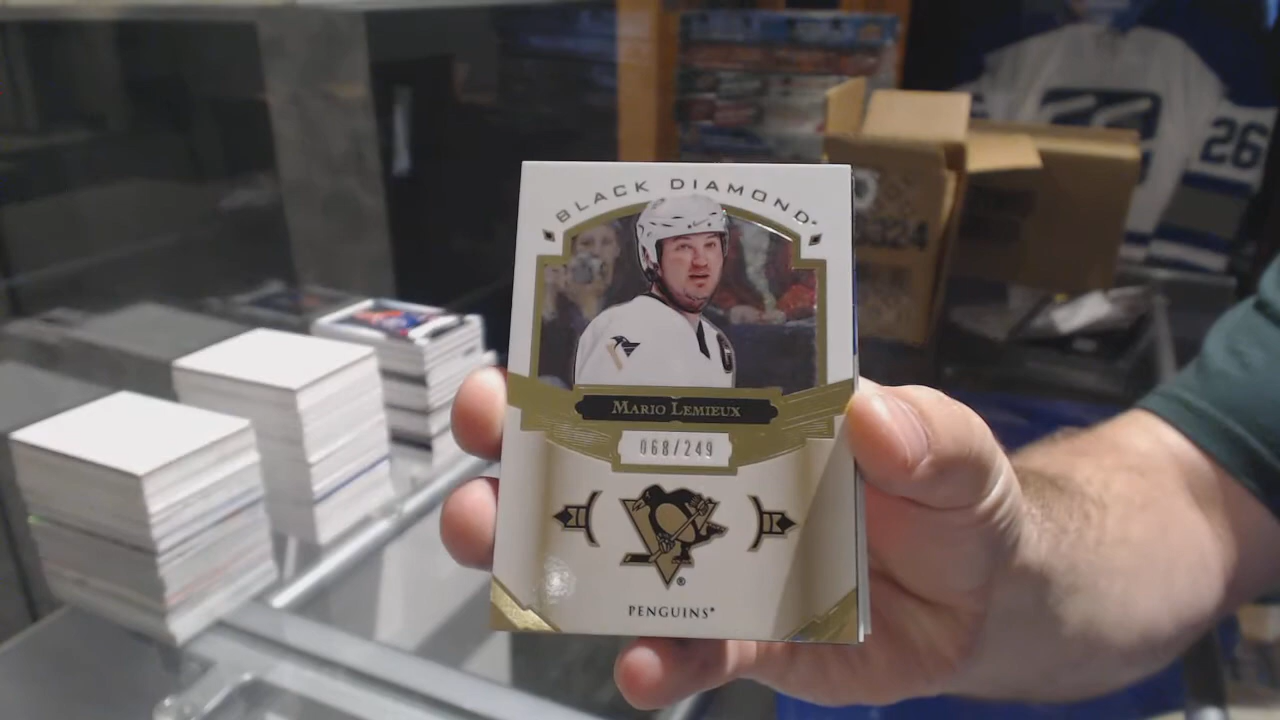 BLACK DIAMOND
MARIO LEMIEUX
068/249
PENGUINS
26